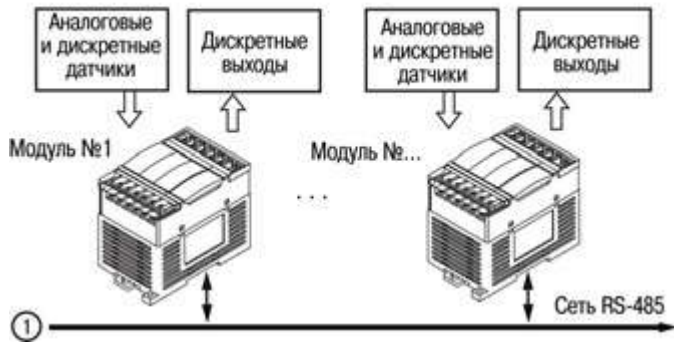 Аналоговые
и дискретные
датчики
Дискретные
выходы
Аналоговые
и дискретные
датчики
Дискретные
выходы
Модуль №1
Модуль №...
. . .
Сеть RS-485
1